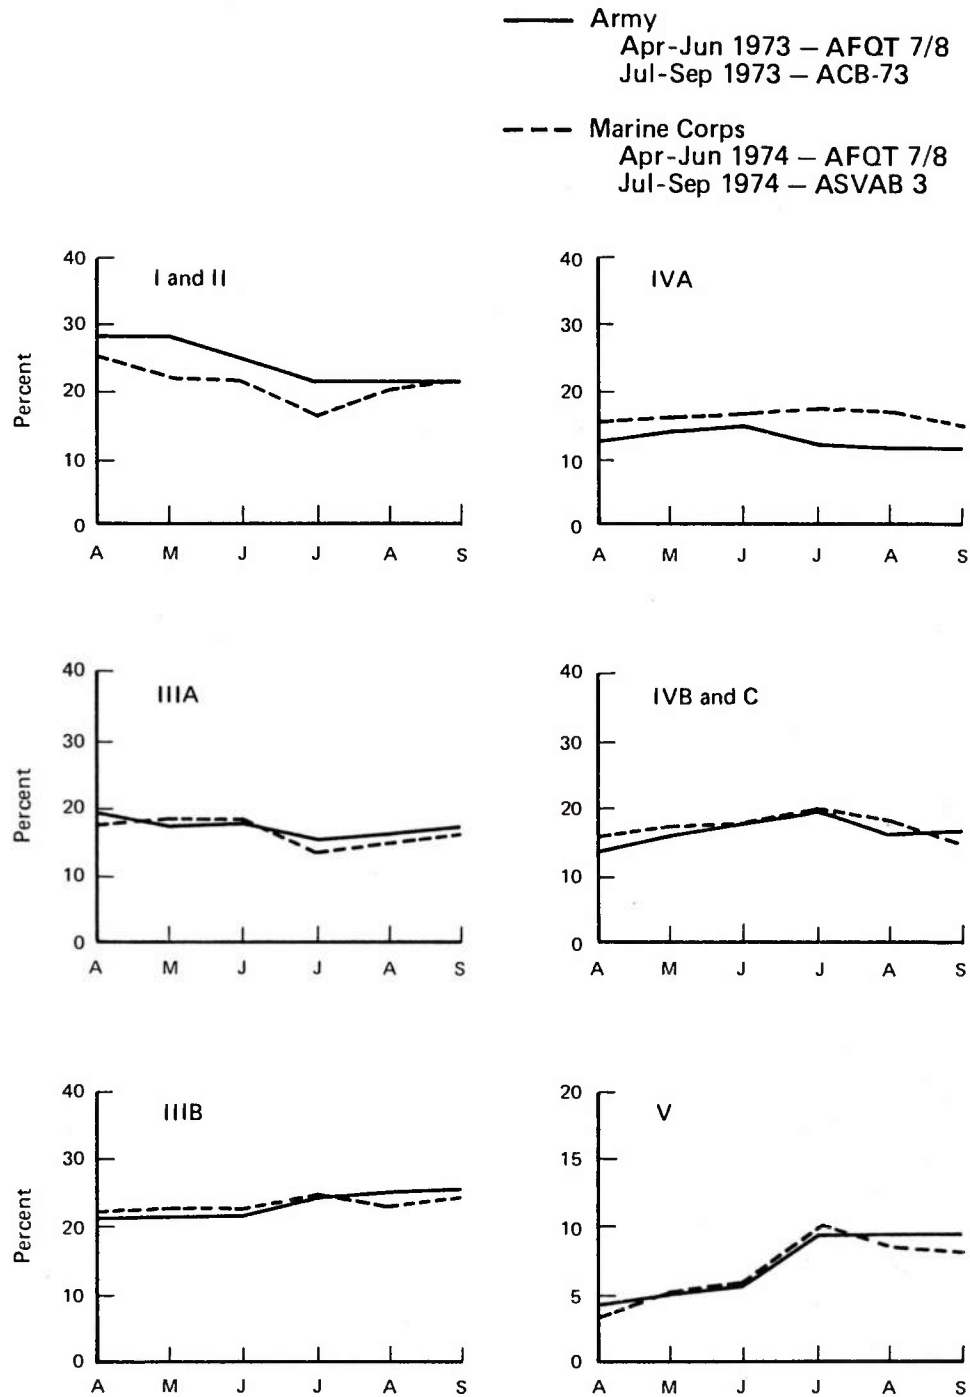 Army
Apr-Jun 1973 — AFQT 7/8
Jul-Sep 1973 — ACB-73
Marine Corps
Apr-Jun 1974 — AFQT 7/8
Jul-Sep 1974 — ASVAB 3
40
I and II
30
Percent
20
10
0
A M J J A S
40
IVA
30
20
10
0
A M J J A S
40
IIIA
30
Percent
20
10
0
A M J J A S
40
IVB and C
30
20
10
0
A M J J A S
40
IIIB
30
Percent
20
10
0
A M J J A S
20
V
15
10
5
0
A M J J A S